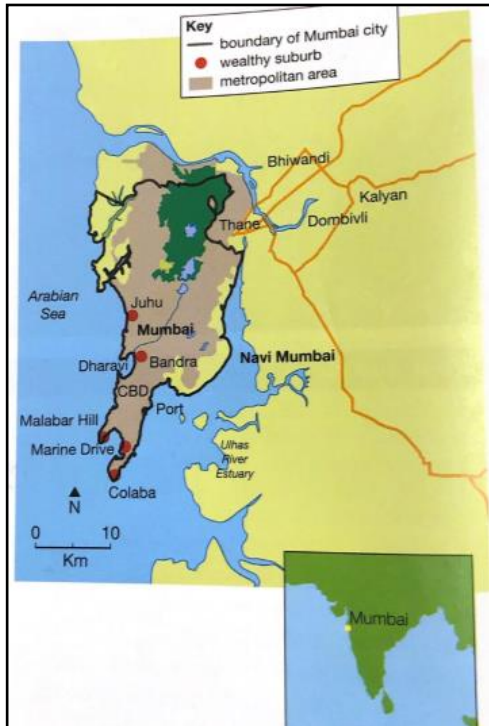 Key
boundary of Mumbai city
wealthy suburb
metropolitan area
Bhiwandi
Kalyan
Thane
Dombivli
Arabian
Sea
Juhu
Mumbai
Dharavi
Bandra
Navi Mumbai
CBD
Port
Malabar Hill
Marine Drive
Ulhas
River
Estuary
Colaba
N
0 10
Km
Mumbai